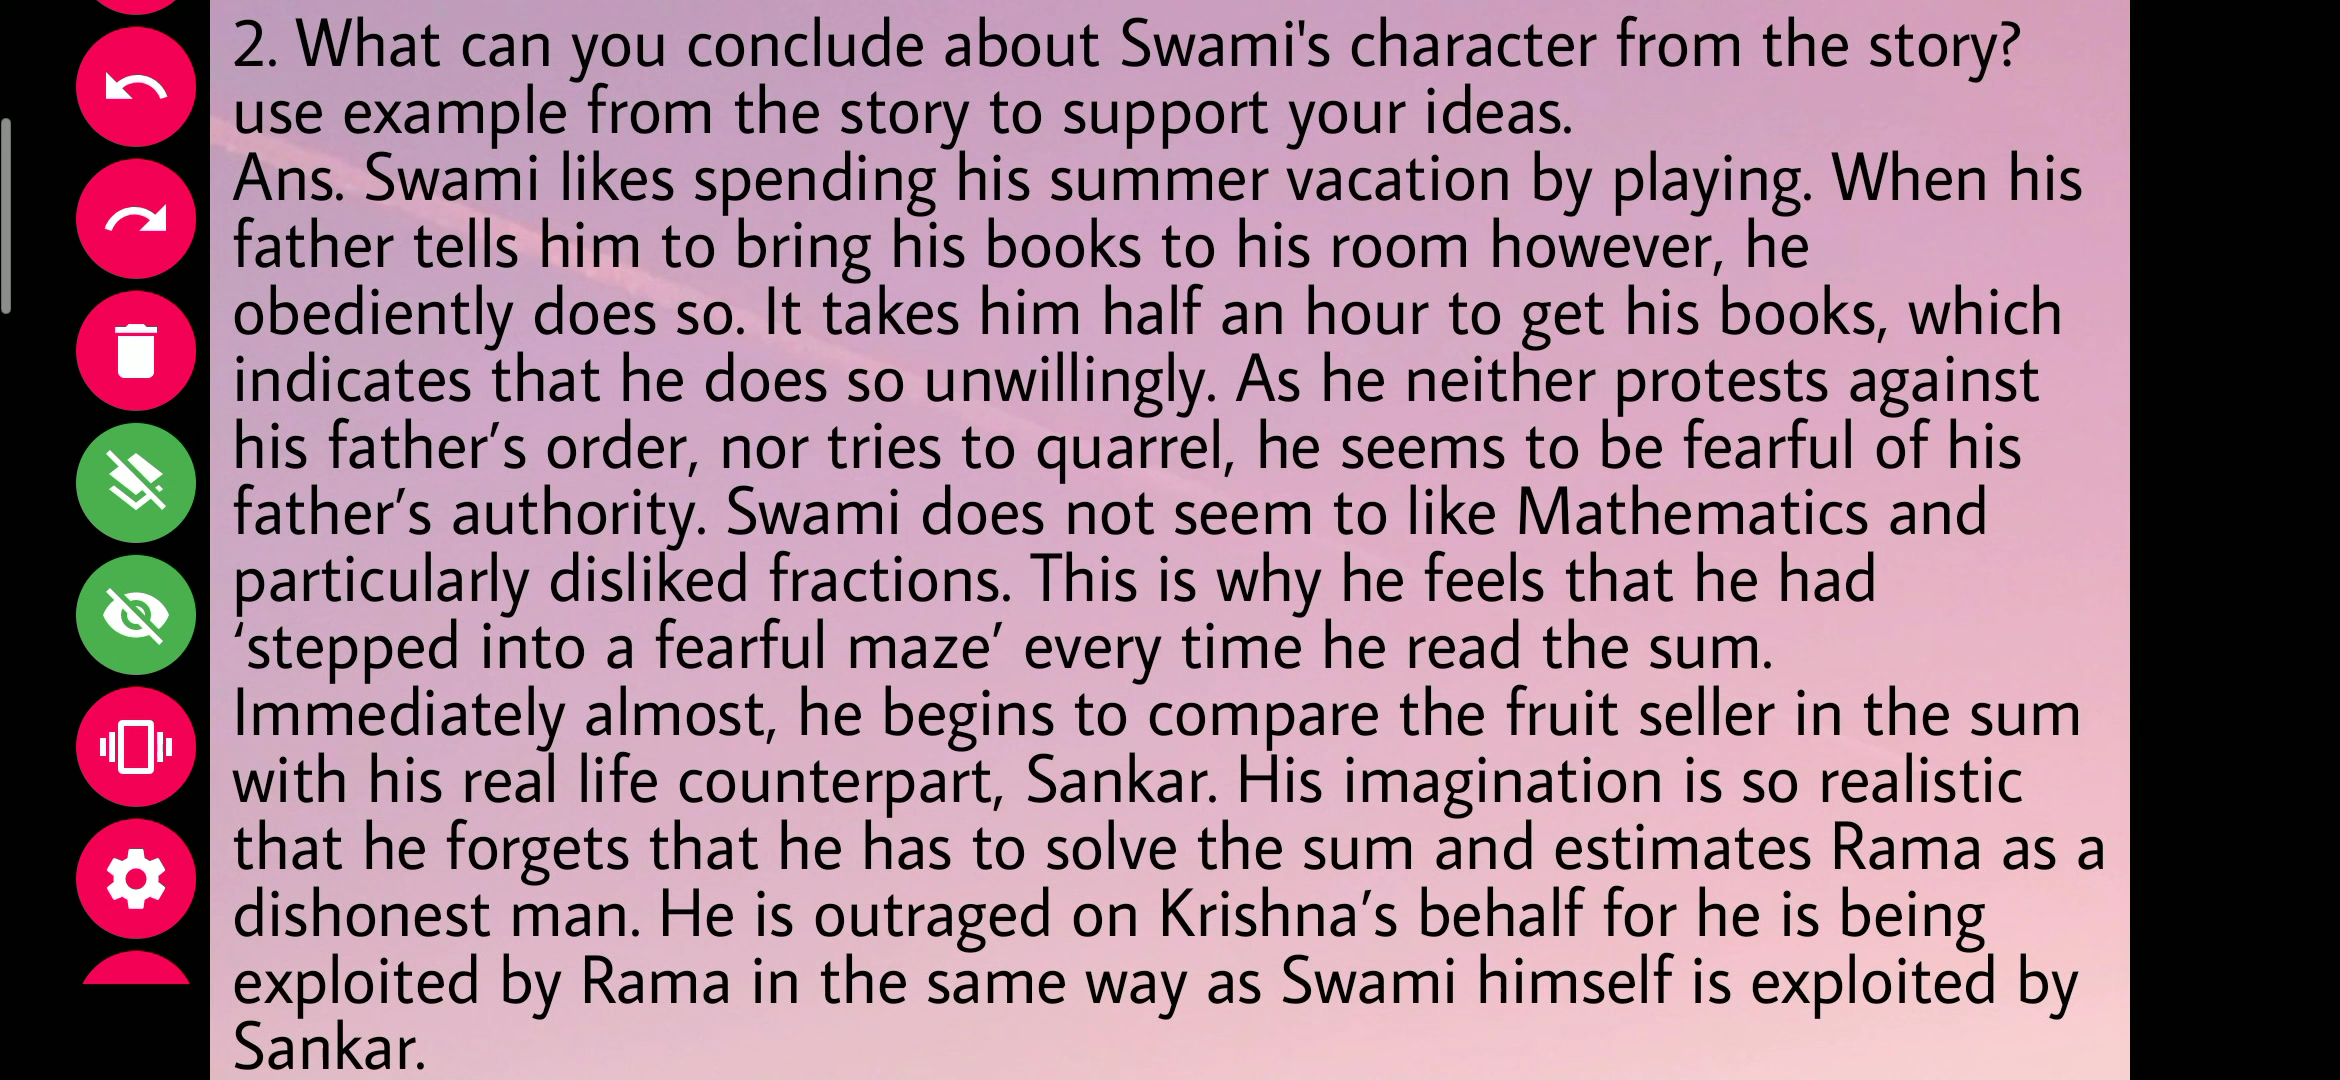 2. What can you conclude about Swami's character from the story?
use example from the story to support your ideas.
Ans. Swami likes spending his summer vacation by playing. When his
father tells him to bring his books to his room however, he
obediently does so. It takes him half an hour to get his books, which
indicates that he does so unwillingly. As he neither protests against
his father’s order, nor tries to quarrel, he seems to be fearful of his
father’s authority. Swami does not seem to like Mathematics and
particularly disliked fractions. This is why he feels that he had
‘stepped into a fearful maze’ every time he read the sum.
Immediately almost, he begins to compare the fruit seller in the sum
with his real life counterpart, Sankar. His imagination is so realistic
that he forgets that he has to solve the sum and estimates Rama as a
dishonest man. He is outraged on Krishna’s behalf for he is being
exploited by Rama in the same way as Swami himself is exploited by
Sankar.